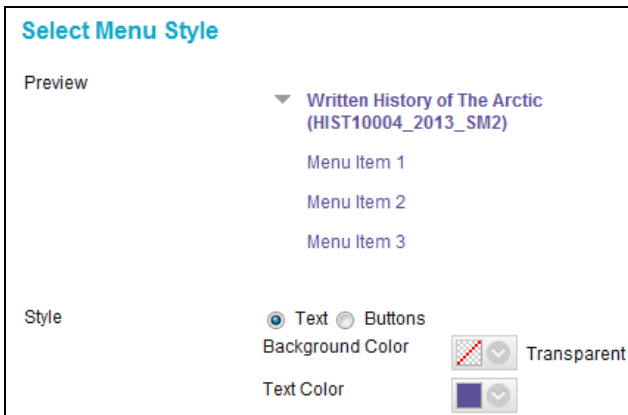 Select Menu Style
Preview
Written History of The Arctic
(HIST10004_2013_SM2)
Menu Item 1
Menu Item 2
Menu Item 3
Style
Text Buttons
Background Color Transparent
Text Color